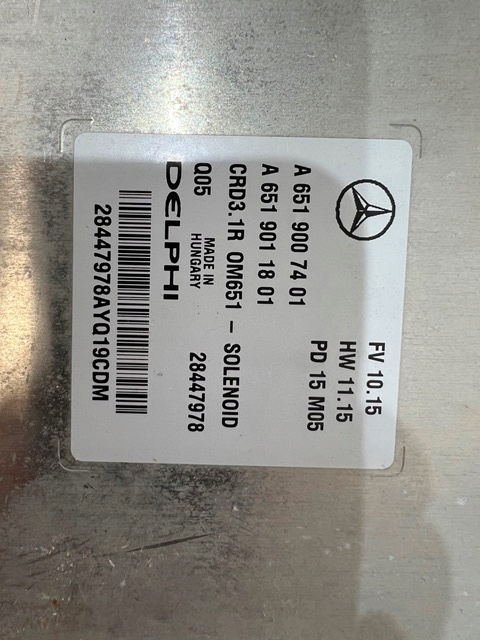 FV 10.15
HW 11.15
PD 15 M05
A 651 900 74 01
A 651 901 18 01
CRD3.1R OM651 – SOLENOID
Q05 MADE IN HUNGARY 28447978
DELPHI
28447978AYQ19CDM